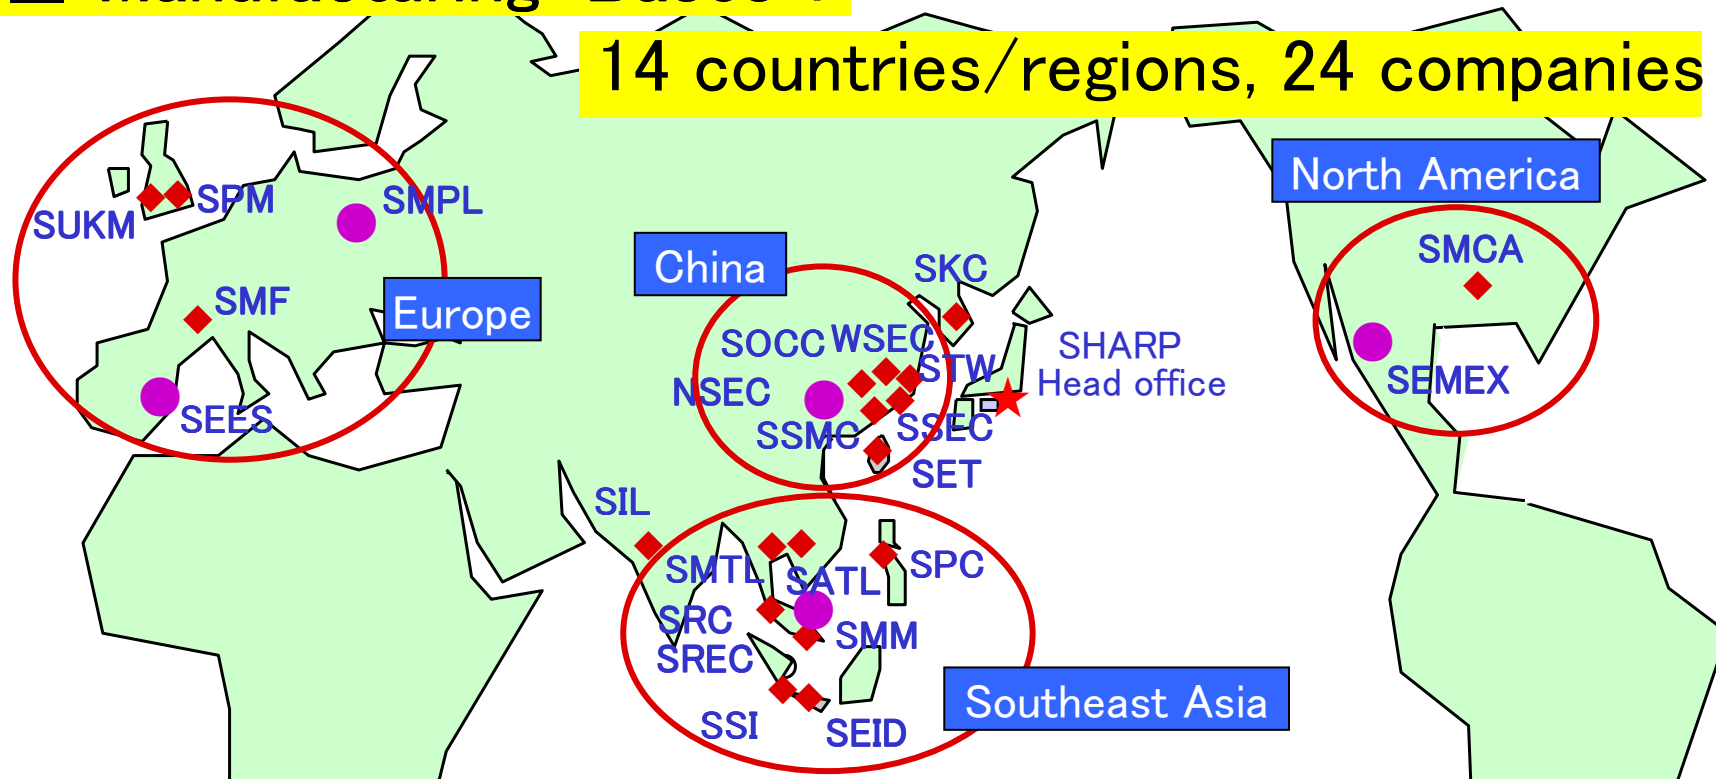 Manufacturing Bases :
14 countries/regions, 24 companies
North America
SPM
SMPL
SUKM
SMCA
China
SKC
SMF
Europe
SOCC
WSEC
SHARP
Head office
STW
NSEC
SEMEX
SEES
SSMC
SSEC
SET
SIL
SMTL
SATL
SPC
SRC
SMM
SREC
Southeast Asia
SSI
SEID